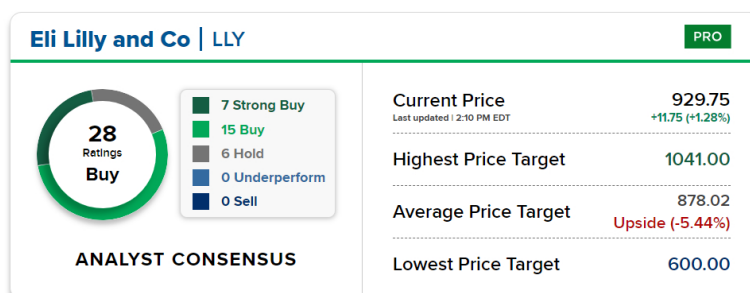 Eli Lilly and Co | LLY
PRO
28
Ratings
Buy
7 Strong Buy
15 Buy
6 Hold
0 Underperform
0 Sell
ANALYST CONSENSUS
Current Price
929.75
Last updated | 2:10 PM EDT
+11.75 (+1.28%)
Highest Price Target
1041.00
Average Price Target
878.02
Upside (-5.44%)
Lowest Price Target
600.00